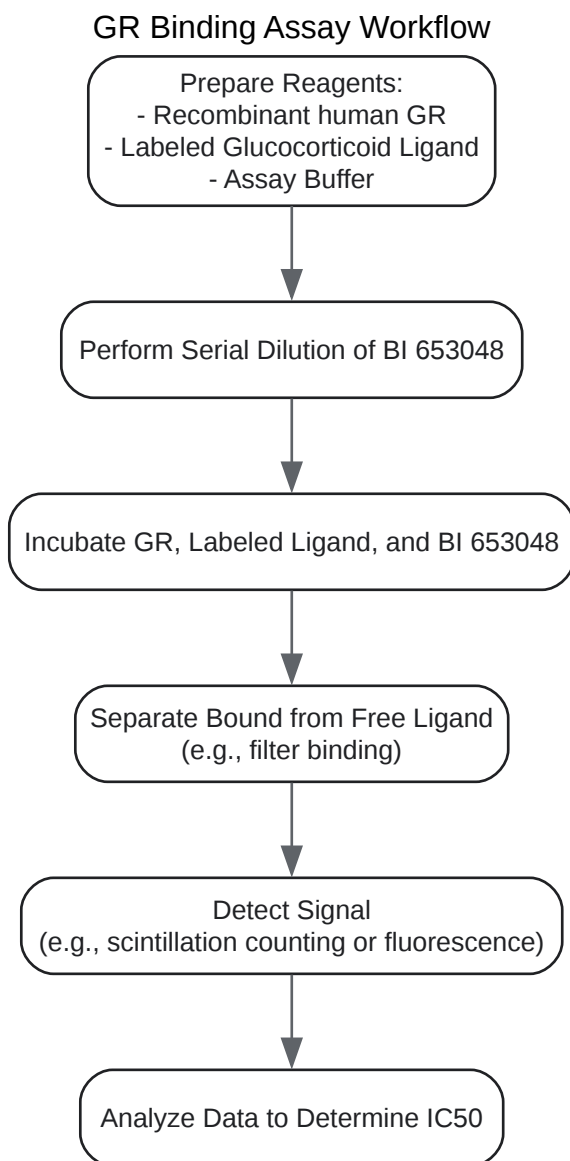 GR Binding Assay Workflow
Prepare Reagents:
- Recombinant human GR
- Labeled Glucocorticoid Ligand
- Assay Buffer
Perform Serial Dilution of BI 653048
Incubate GR, Labeled Ligand, and BI 653048
Separate Bound from Free Ligand
(e.g., filter binding)
Detect Signal
(e.g., scintillation counting or fluorescence)
Analyze Data to Determine IC50